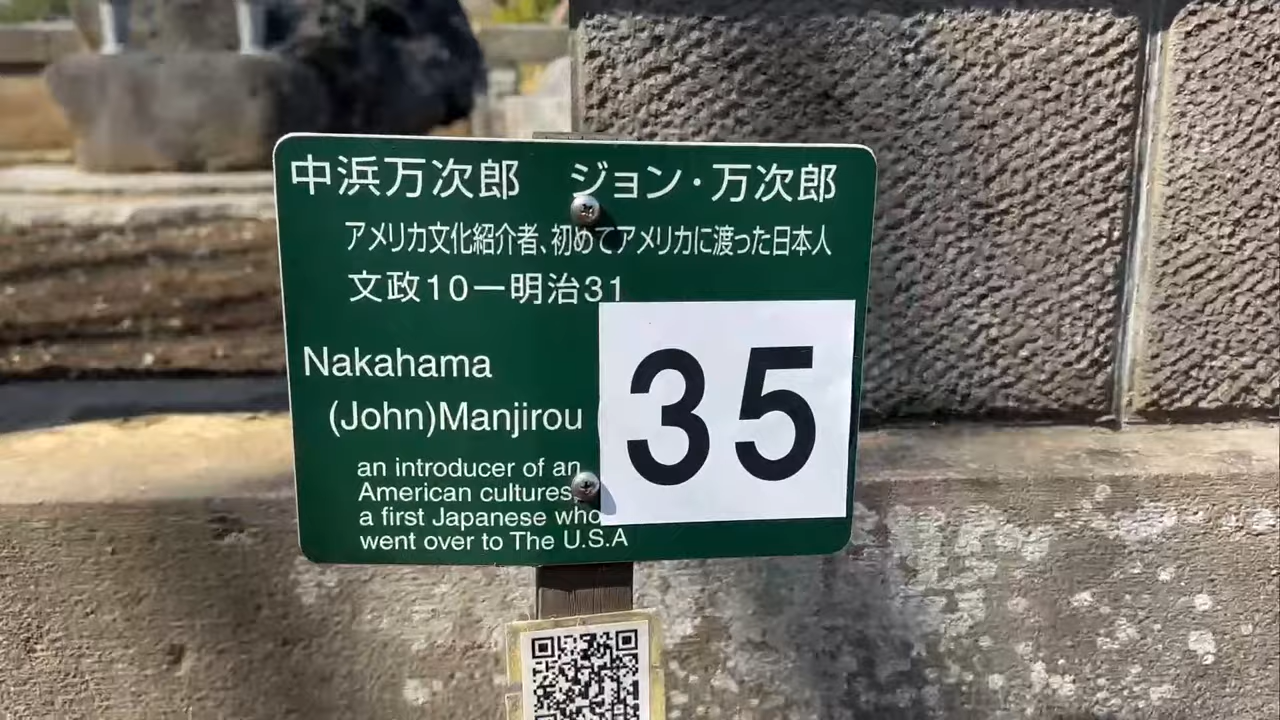 中浜万次郎 ジョン・万次郎
アメリカ文化紹介者、初めてアメリカに渡った日本人
文政10ー明治31
Nakahama
(John)Manjirou
35
an introducer of an
American cultures,
a first Japanese who
went over to The U.S.A